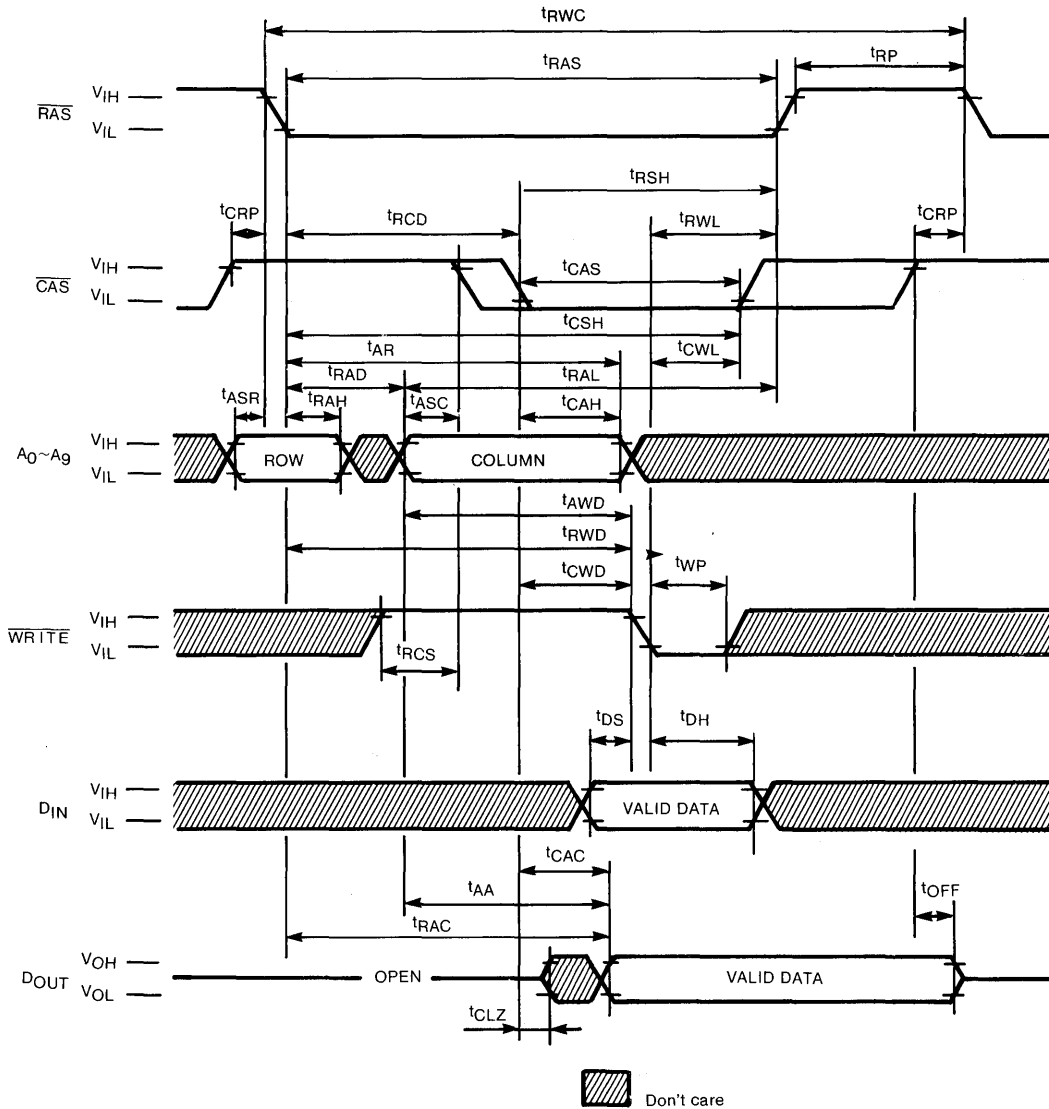 tRWC
tRAS
tRP
RAS
VIH
VIL
tRSH
tCRP
tRCD
tRWL
tCRP
CAS
VIH
VIL
tCAS
tCSH
tAR
tCWL
tRAD
tRAL
tASR
tRAH
tASC
tCAH
A0~A9
VIH
VIL
ROW
COLUMN
tAWD
tRWD
tCWD
tWP
WRITE
VIH
VIL
tRCS
tDS
tDH
DIN
VIH
VIL
VALID DATA
tCAC
tAA
tOFF
tRAC
DOUT
VOH
VOL
OPEN
VALID DATA
tCLZ
Don't care